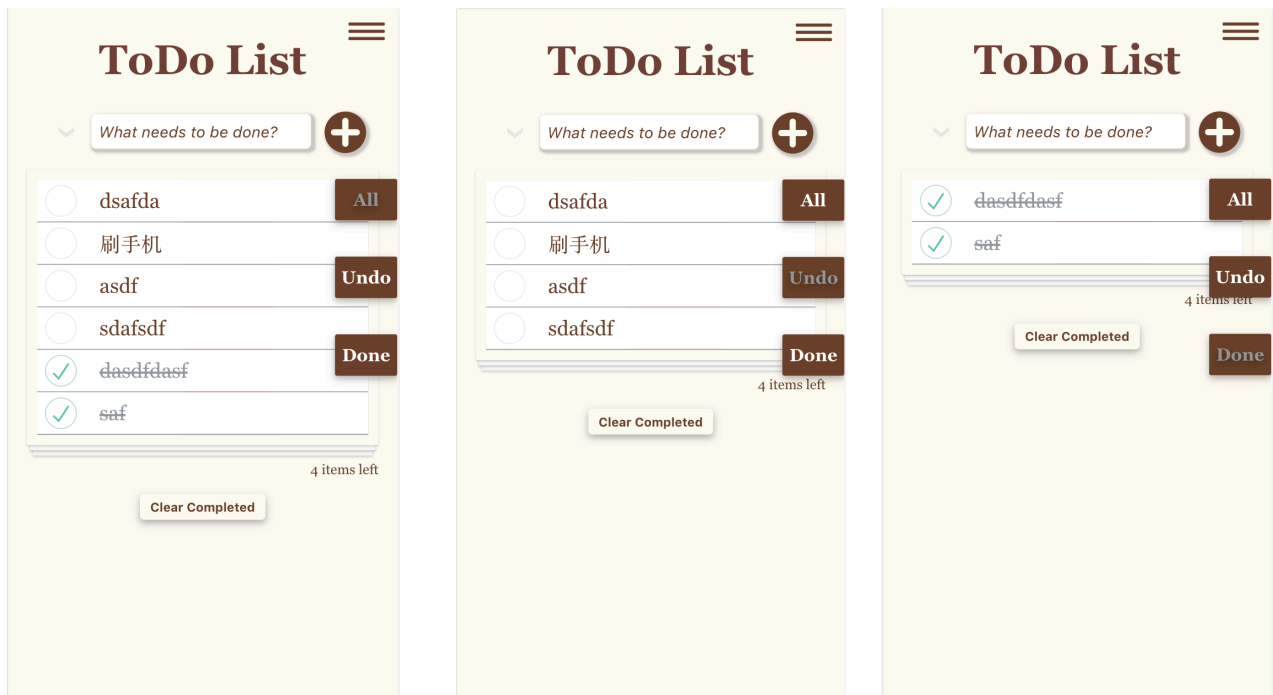 ToDo List
What needs to be done?
dsafda
All
刷手机
asdf
Undo
sdafsdf
Done
dasdfdasf
saf
4 items left
Clear Completed
ToDo List
What needs to be done?
dsafda
All
刷手机
asdf
Undo
sdafsdf
Done
4 items left
Clear Completed
ToDo List
What needs to be done?
dasdfdasf
All
saf
Undo
4 items left
Clear Completed
Done